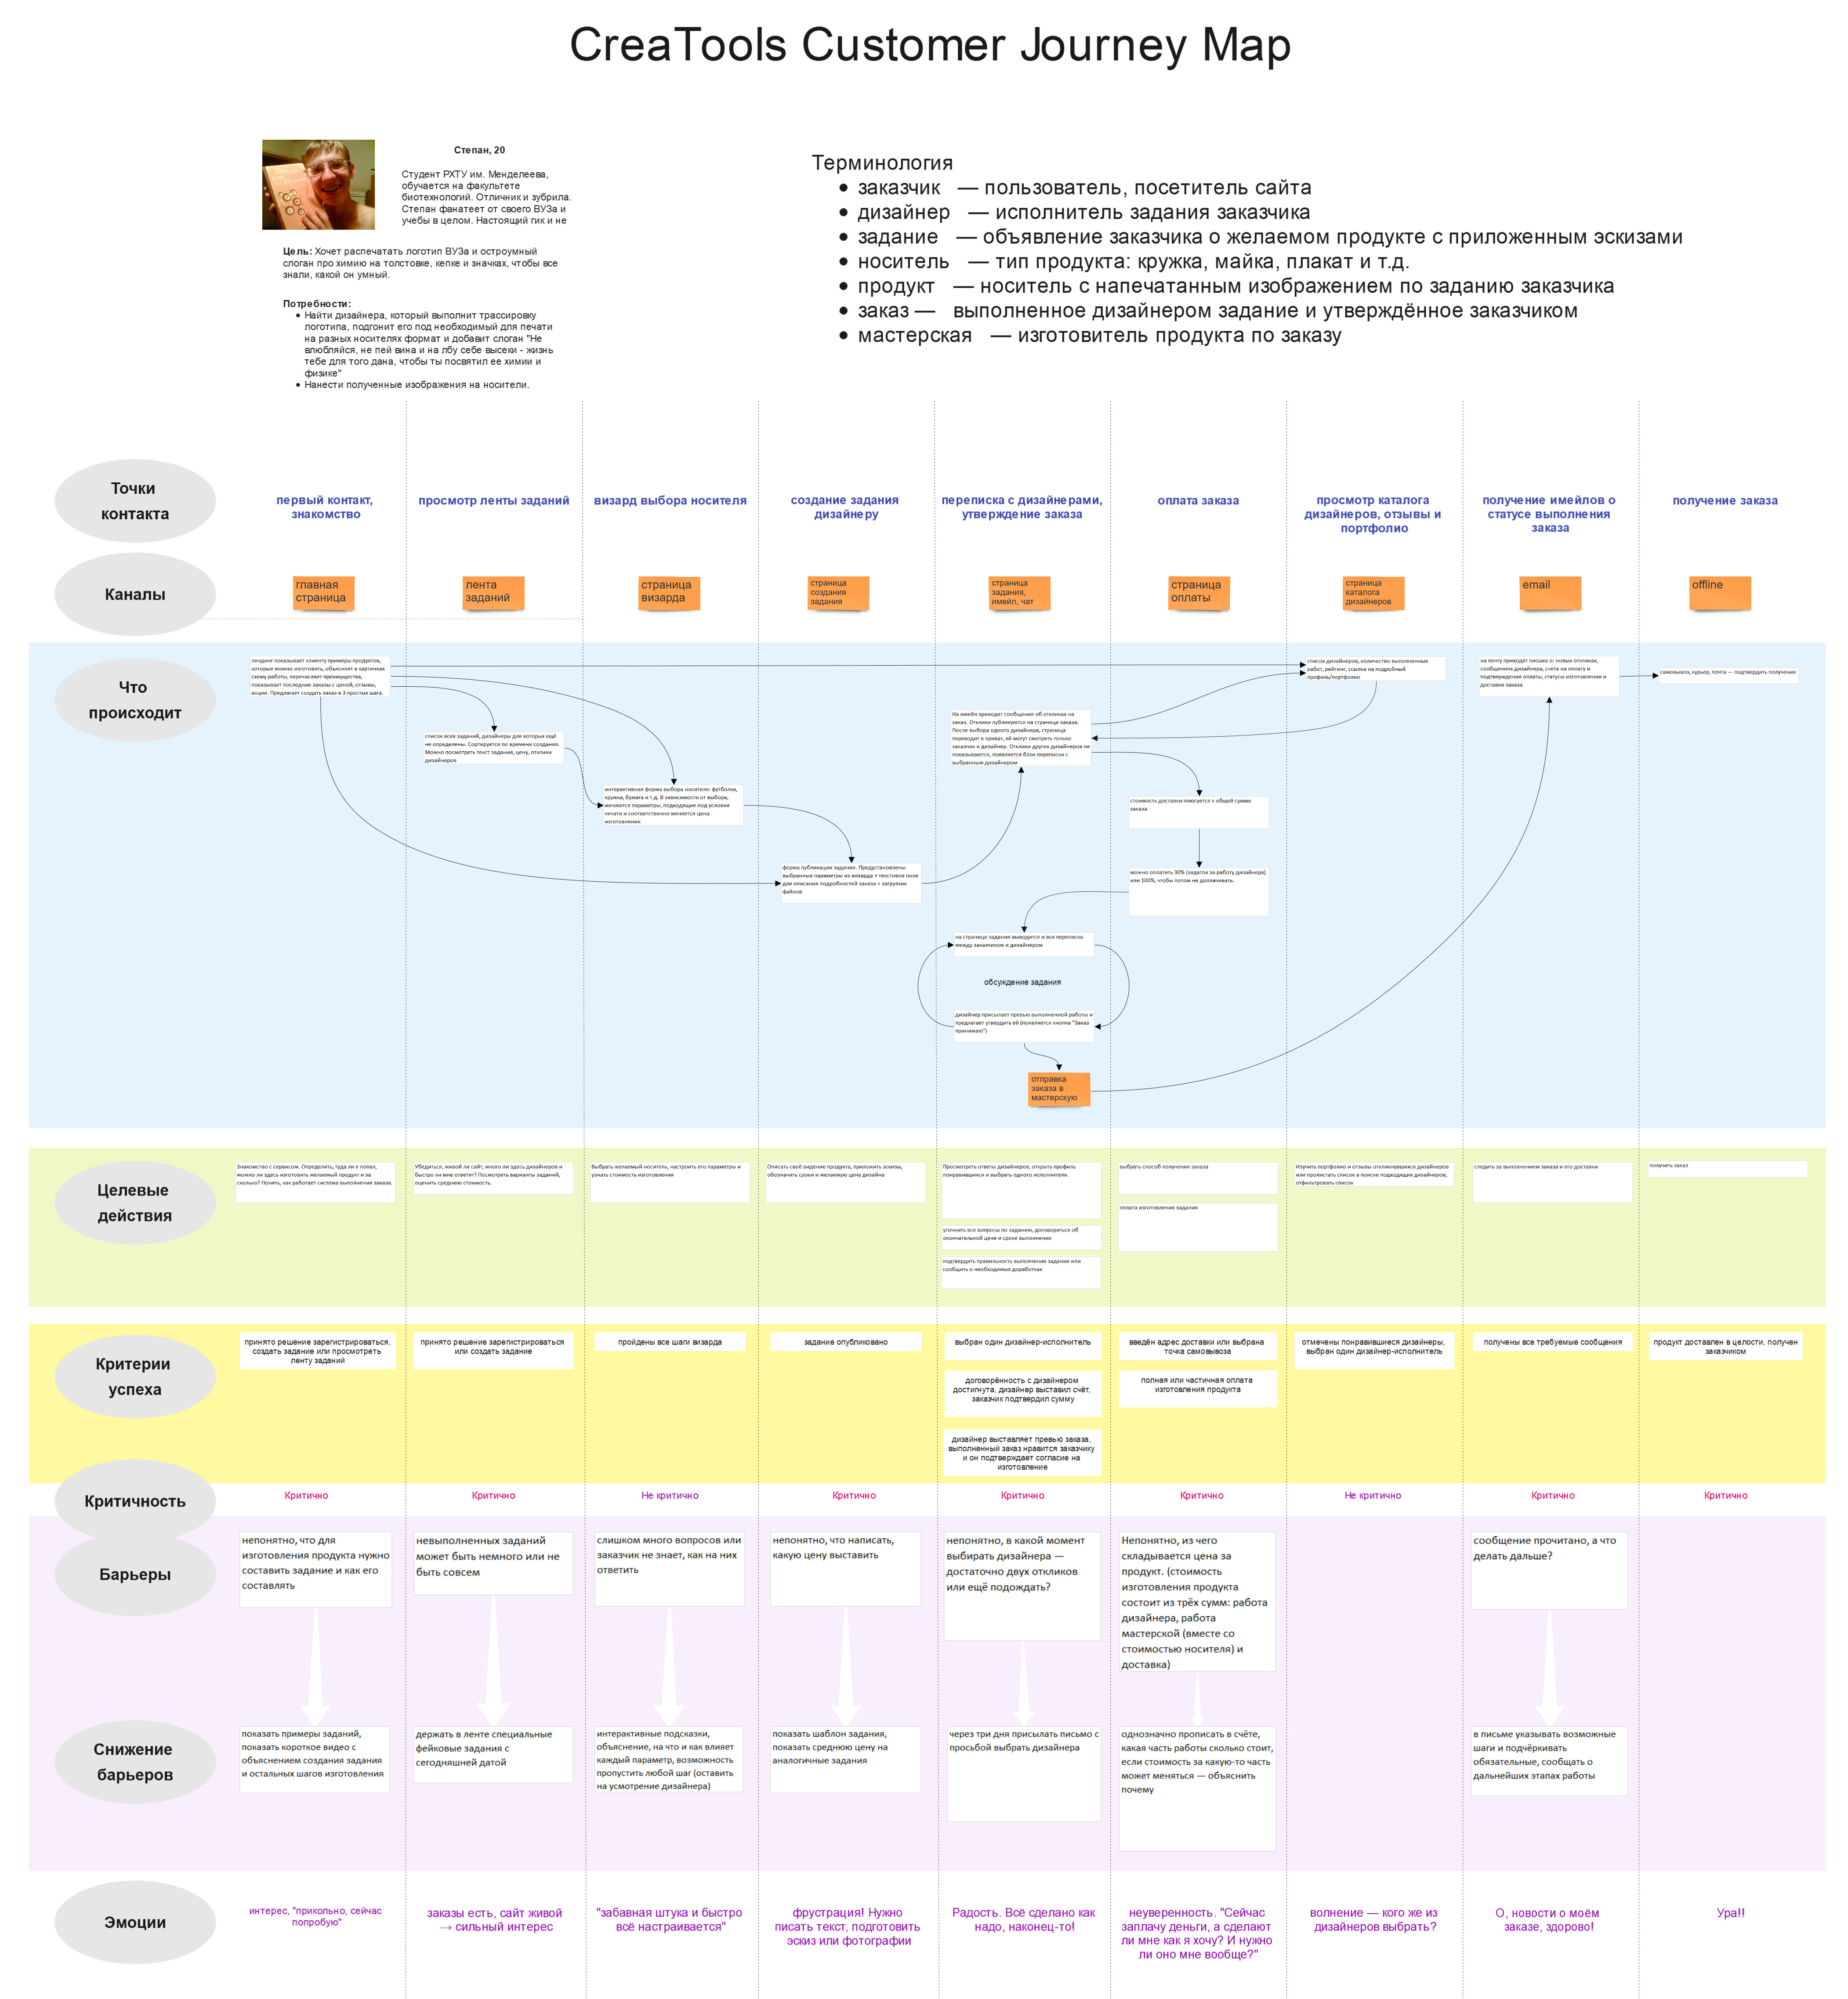 CreaTools Customer Journey Map
Степан, 20
Студент РХТУ им. Менделеева,
обучается на факультете
биотехнологий. Отличник и зубрила.
Степан фанатеет от своего ВУЗа и
учебы в целом. Настоящий гик и не
Цель: Хочет распечатать логотип ВУЗа и остроумный
слоган про химию на толстовке, кепке и значках, чтобы все
знали, какой он умный.
Потребности:
• Найти дизайнера, который выполнит трассировку
логотипа, подгонит его под необходимый для печати
на разных носителях формат и добавит слоган "Не
влюбляйся, не пей вина и на лбу себе высеки - жизнь
тебе для того дана, чтобы ты посвятил ее химии и
физике"
• Нанести полученные изображения на носители.
Терминология
• заказчик — пользователь, посетитель сайта
• дизайнер — исполнитель задания заказчика
• задание — объявление заказчика о желаемом продукте с приложенным эскизами
• носитель — тип продукта: кружка, майка, плакат и т.д.
• продукт — носитель с напечатанным изображением по заданию заказчика
• заказ — выполненное дизайнером задание и утверждённое заказчиком
• мастерская — изготовитель продукта по заказу
Точки
контакта
первый контакт,
знакомство
просмотр ленты заданий
визард выбора носителя
создание задания
дизайнеру
переписка с дизайнерами,
утверждение заказа
оплата заказа
просмотр каталога
дизайнеров, отзывы и
портфолио
получение имейлов о
статусе выполнения
заказа
получение заказа
Каналы
главная
страница
лента
заданий
страница
визарда
страница
создания
задания
страница
задания,
имейл, чат
страница
оплаты
страница
каталога
дизайнеров
email
offline
Что
происходит
лендинг показывает клиенту примеры продуктов,
которые можно изготовить, объясняет в картинках
схему работы, перечисляет преимущества,
показывает последние заказы с ценой, отзывы,
акции. Предлагает создать заказ в 3 простых шага.
список всех заданий, дизайнеры для которых ещё
не определены. Сортируется по времени создания.
Можно посмотреть текст задания, цену, отклики
дизайнеров
интерактивная форма выбора носителя: футболка,
кружка, бумага и т.д. В зависимости от выбора,
меняются параметры, подходящие под условия
печати и соответственно меняется цена
изготовления
форма публикации задания. Предустановлены
выбранные параметры из визарда + текстовое поле
для описания подробностей заказа + загрузчик
файлов
На имейл приходят сообщения об откликах на
заказ. Отклики публикуются на странице заказа.
После выбора одного дизайнера, страница
переходит в приват, её могут смотреть только
заказчик и дизайнер. Отклики других дизайнеров не
показываются, появляется блок переписки с
выбранным дизайнером
стоимость доставки плюсуется к общей сумме
заказа
можно оплатить 30% (задаток за работу дизайнера)
или 100%, чтобы потом не доплачивать.
на странице задания выводится и вся переписка
между заказчиком и дизайнером
обсуждение задания
дизайнер присылает превью выполненной работы и
предлагает утвердить её (появляется кнопка "Заказ
принимаю")
отправка
заказа в
мастерскую
список дизайнеров, количество выполненных
работ, рейтинг, ссылка на подробный
профиль/портфолио
на почту приходят письма о: новых откликах,
сообщениях дизайнера, счета на оплату и
подтверждения оплаты, статусы изготовления и
доставки заказа
самовывоз, курьер, почта — подтвердить получение
Целевые
действия
Знакомство с сервисом. Определить, туда ли я попал,
можно ли здесь изготовить желаемый продукт и за
сколько? Понять, как работает система выполнения заказа.
Убедиться, живой ли сайт, много ли здесь дизайнеров и
быстро ли мне ответят? Посмотреть варианты заданий,
оценить среднюю стоимость.
Выбрать желаемый носитель, настроить его параметры и
узнать стоимость изготовления
Описать своё видение продукта, приложить эскизы,
обозначить сроки и желаемую цену дизайна
Просмотреть ответы дизайнеров, открыть профиль
понравившихся и выбрать одного исполнителя.
уточнить все вопросы по заданию, договориться об
окончательной цене и сроке выполнения
подтвердить правильность выполнения задания или
сообщить о необходимых доработках
выбрать способ получения заказа
оплата изготовления задания
Изучить портфолио и отзывы откликнувшихся дизайнеров
или пролистать список в поиске подходящих дизайнеров,
отфильтровать список
следить за выполнением заказа и его доставки
получить заказ
Критерии
успеха
принято решение зарегистрироваться,
создать задание или просмотреть
ленту заданий
принято решение зарегистрироваться
или создать задание
пройдены все шаги визарда
задание опубликовано
выбран один дизайнер-исполнитель
договорённость с дизайнером
достигнута, дизайнер выставил счёт,
заказчик подтвердил сумму
дизайнер выставляет превью заказа,
выполненный заказ нравится заказчику
и он подтверждает согласие на
изготовление
введён адрес доставки или выбрана
точка самовывоза
полная или частичная оплата
изготовления продукта
отмечены понравившиеся дизайнеры,
выбран один дизайнер-исполнитель
получены все требуемые сообщения
продукт доставлен в целости, получен
заказчиком
Критичность
Критично
Критично
Не критично
Критично
Критично
Критично
Не критично
Критично
Критично
Барьеры
непонятно, что для
изготовления продукта нужно
составить задание и как его
составлять
невыполненных заданий
может быть немного или не
быть совсем
слишком много вопросов или
заказчик не знает, как на них
ответить
непонятно, что написать,
какую цену выставить
непонятно, в какой момент
выбирать дизайнера —
достаточно двух откликов
или ещё подождать?
Непонятно, из чего
складывается цена за
продукт. (стоимость
изготовления продукта
состоит из трёх сумм: работа
дизайнера, работа
мастерской (вместе со
стоимостью носителя) и
доставка)
сообщение прочитано, а что
делать дальше?
Снижение
барьеров
показать примеры заданий,
показать короткое видео с
объяснением создания задания
и остальных шагов изготовления
держать в ленте специальные
фейковые задания с
сегодняшней датой
интерактивные подсказки,
объяснение, на что и как влияет
каждый параметр, возможность
пропустить любой шаг (оставить
на усмотрение дизайнера)
показать шаблон задания,
показать среднюю цену на
аналогичные задания
через три дня присылать письмо с
просьбой выбрать дизайнера
однозначно прописать в счёте,
какая часть работы сколько стоит,
если стоимость за какую-то часть
может меняться — объяснить
почему
в письме указывать возможные
шаги и подчёркивать
обязательные, сообщать о
дальнейших этапах работы
Эмоции
интерес, "прикольно, сейчас
попробую"
заказы есть, сайт живой
→ сильный интерес
"забавная штука и быстро
всё настраивается"
фрустрация! Нужно
писать текст, подготовить
эскиз или фотографии
Радость. Всё сделано как
надо, наконец-то!
неуверенность. "Сейчас
заплачу деньги, а сделают
ли мне как я хочу? И нужно
ли оно мне вообще?"
волнение — кого же из
дизайнеров выбрать?
О, новости о моём
заказе, здорово!
Ура!!